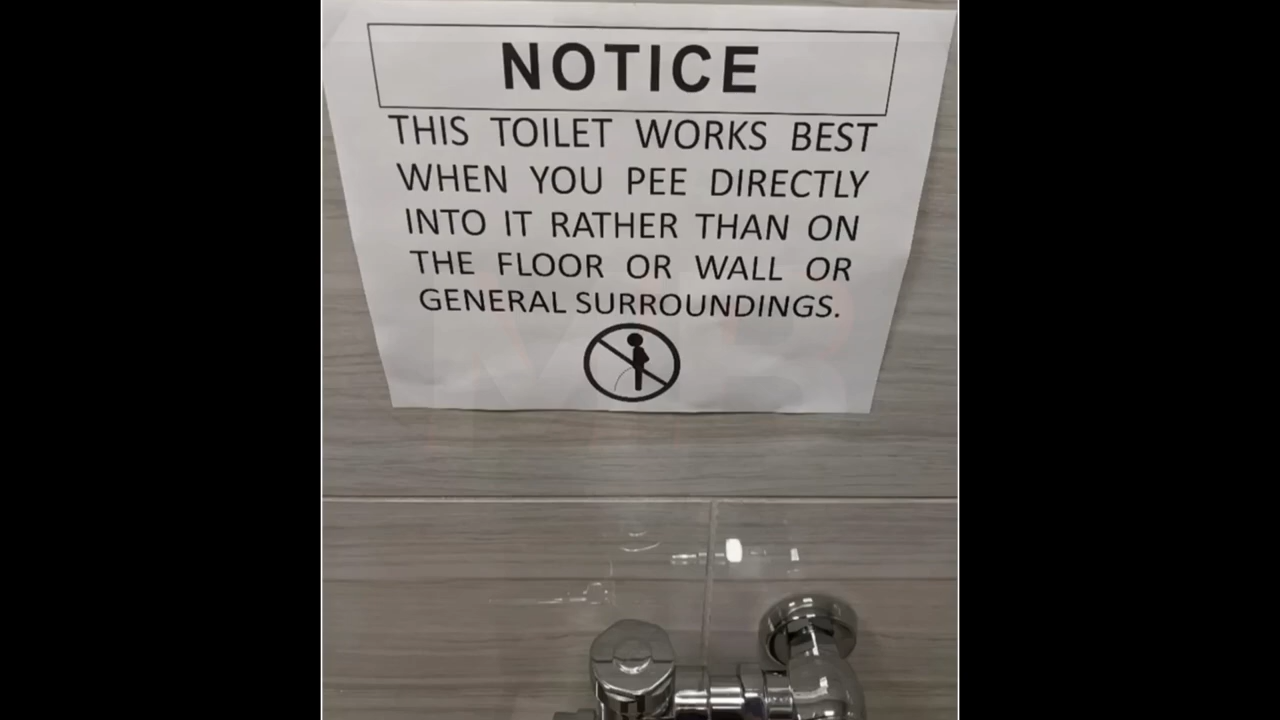 NOTICE
THIS TOILET WORKS BEST
WHEN YOU PEE DIRECTLY
INTO IT RATHER THAN ON
THE FLOOR OR WALL OR
GENERAL SURROUNDINGS.